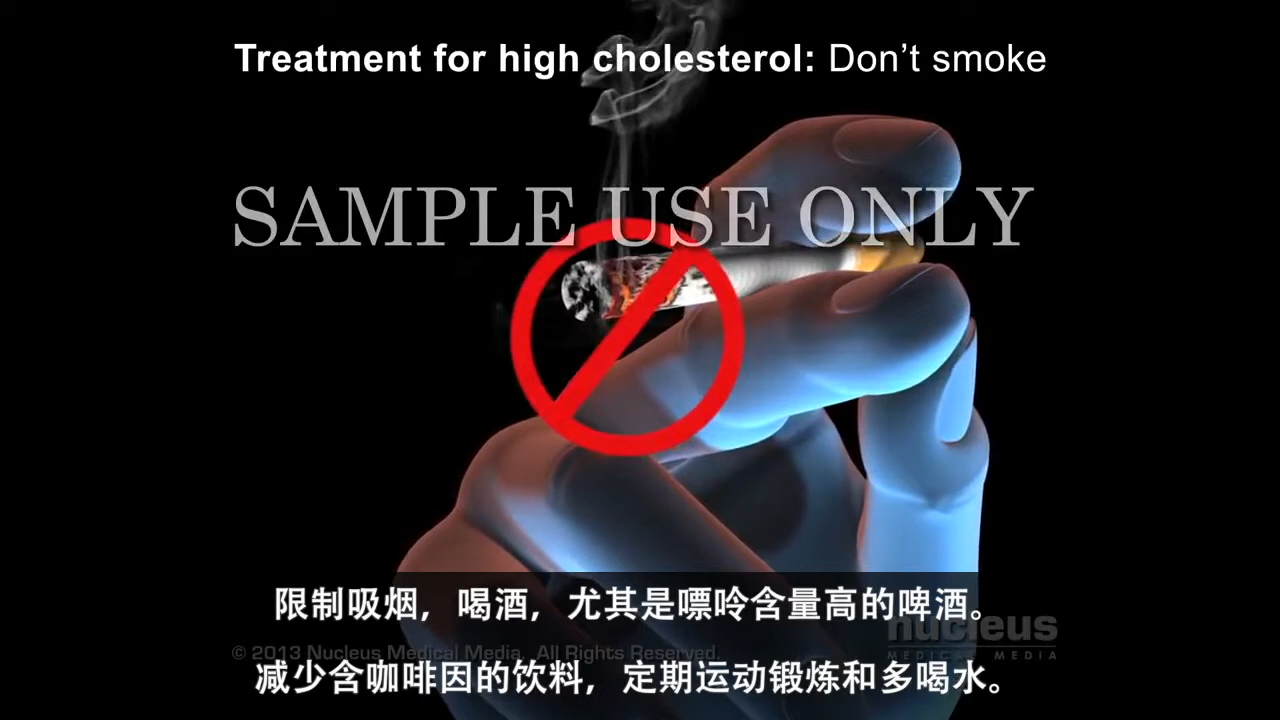 Treatment for high cholesterol: Don't smoke
SAMPLE USE ONLY
限制吸烟，喝酒，尤其是嘌呤含量高的啤酒。
nucleus
© 2013 Nucleus Medical Media. All Rights Reserved.
MEDICAL MEDIA
减少含咖啡因的饮料，定期运动锻炼和多喝水。